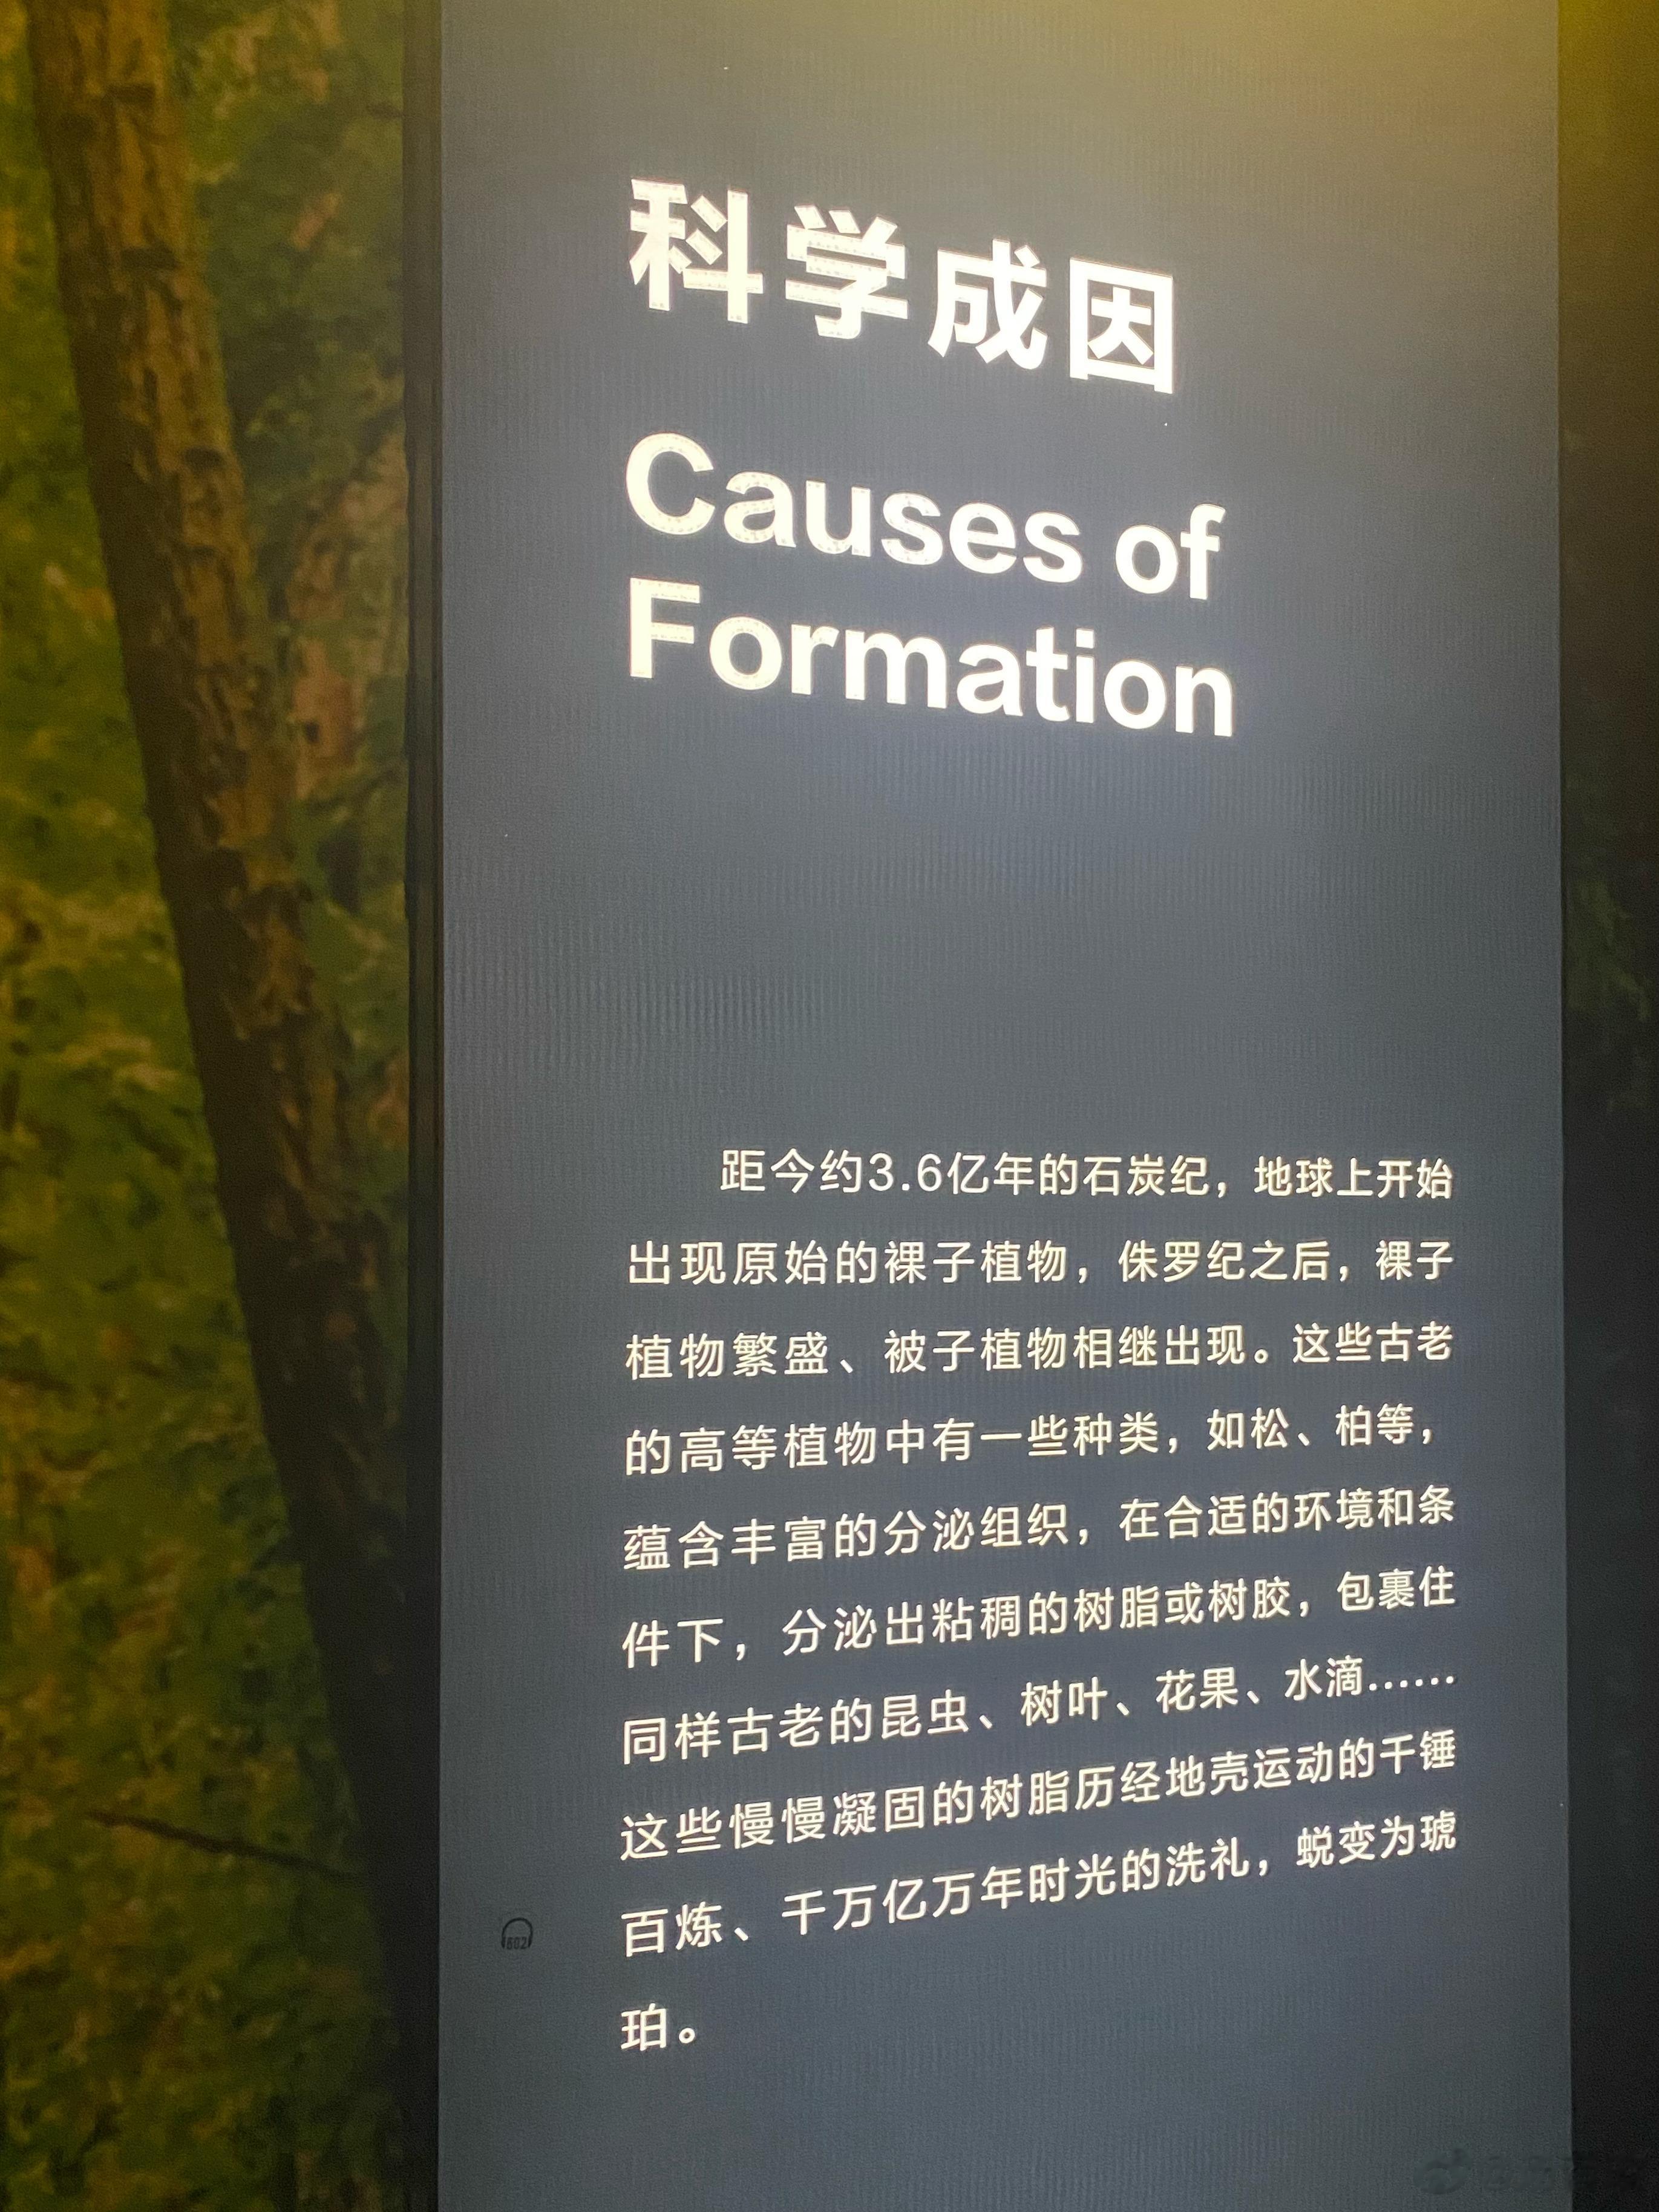 科学成因
Causes of
Formation
距今约3.6亿年的石炭纪，地球上开始
出现原始的裸子植物，侏罗纪之后，裸子
植物繁盛、被子植物相继出现。这些古老
的高等植物中有一些种类，如松、柏等，
蕴含丰富的分泌组织，在合适的环境和条
件下，分泌出粘稠的树脂或树胶，包裹住
同样古老的昆虫、树叶、花果、水滴……
这些慢慢凝固的树脂历经地壳运动的千锤
百炼、千万亿万年时光的洗礼，蜕变为琥
珀。
602